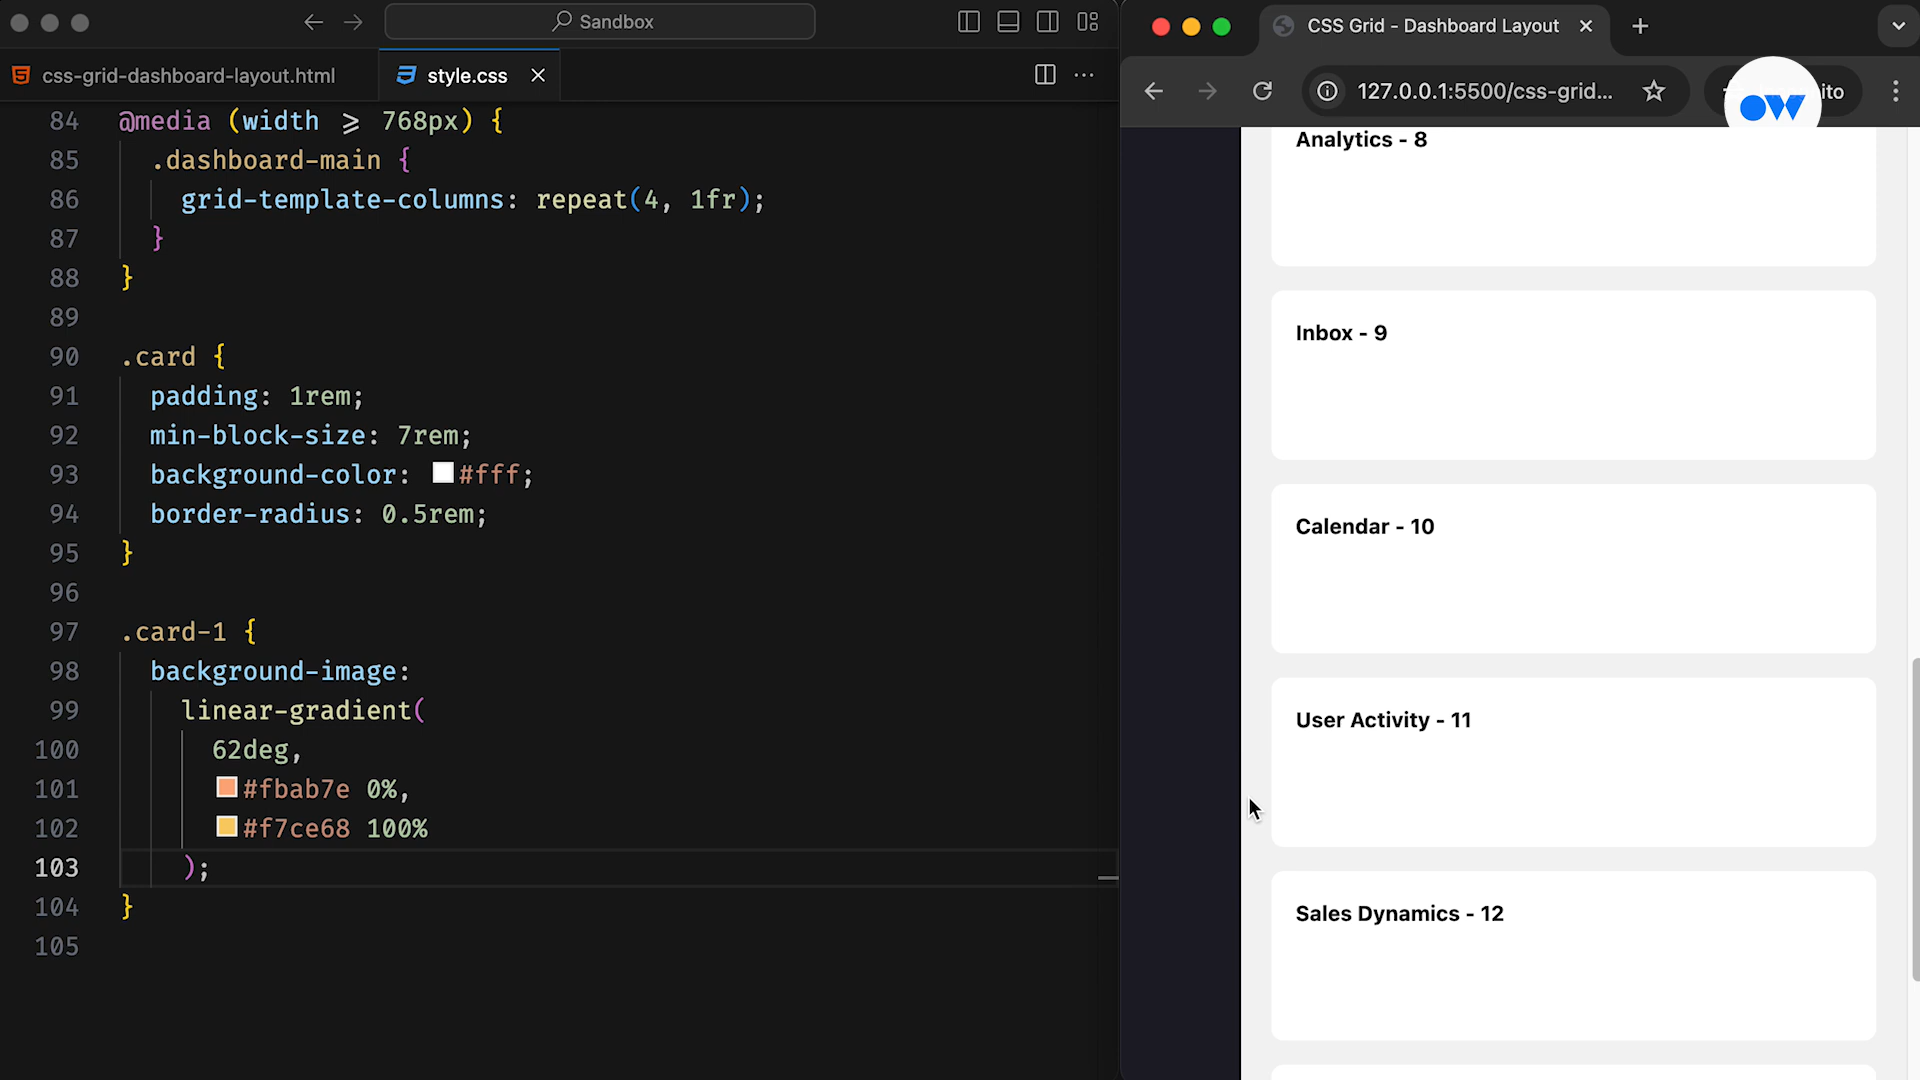 Sandbox
css-grid-dashboard-layout.html
style.css
84 @media (width >= 768px) {
85 .dashboard-main {
86 grid-template-columns: repeat(4, 1fr);
87 }
88 }
89
90 .card {
91 padding: 1rem;
92 min-block-size: 7rem;
93 background-color: #fff;
94 border-radius: 0.5rem;
95 }
96
97 .card-1 {
98 background-image:
99 linear-gradient(
100 62deg,
101 #fbab7e 0%,
102 #f7ce68 100%
103 );
104 }
105
CSS Grid - Dashboard Layout
127.0.0.1:5500/css-grid...
Analytics - 8
Inbox - 9
Calendar - 10
User Activity - 11
Sales Dynamics - 12